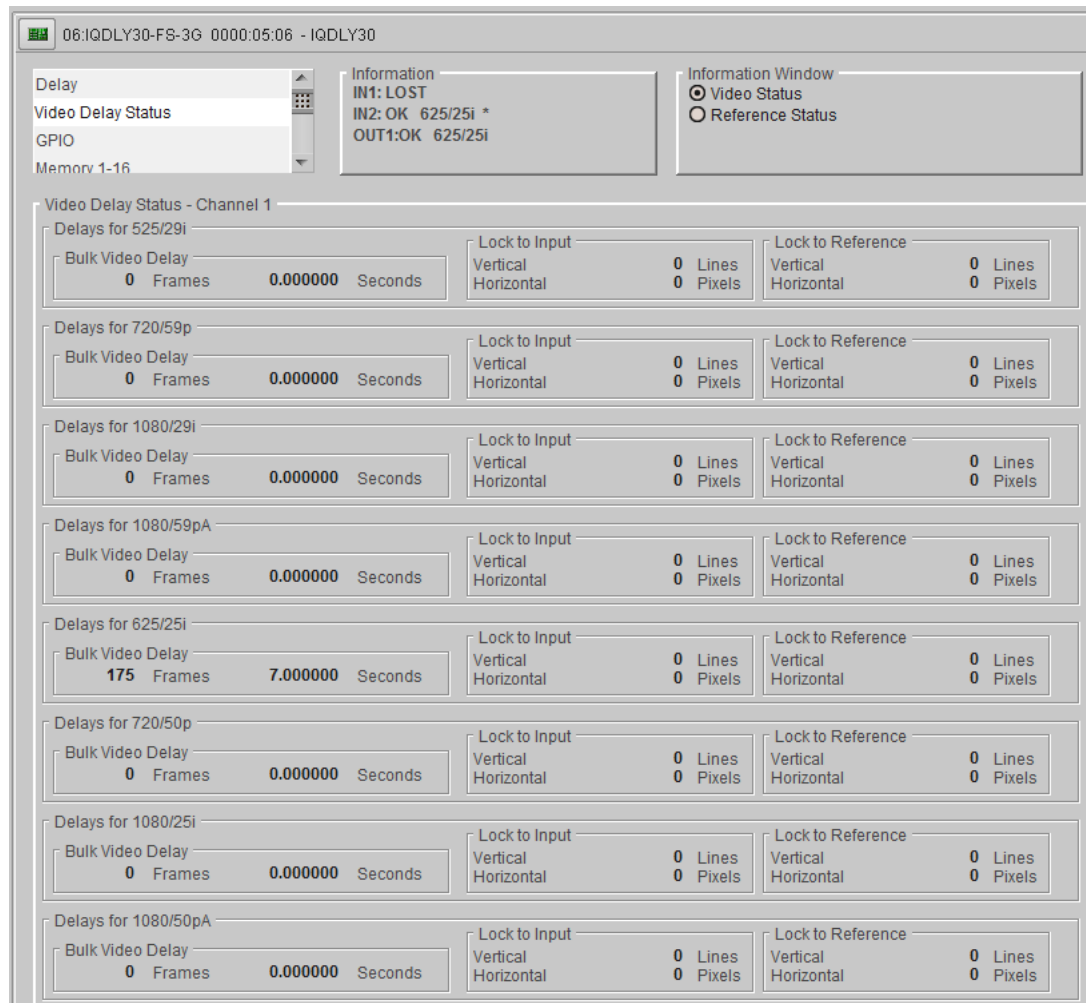 06:IQDLY30-FS-3G 0000:05:06 - IQDLY30
Delay
Video Delay Status
GPIO
Memory 1-16
Information
IN1: LOST
IN2: OK 625/25i *
OUT1:OK 625/25i
Information Window
Video Status
Reference Status
Video Delay Status - Channel 1
Delays for 525/29i
Bulk Video Delay
0 Frames 0.000000 Seconds
Lock to Input
Vertical 0 Lines
Horizontal 0 Pixels
Lock to Reference
Vertical 0 Lines
Horizontal 0 Pixels
Delays for 720/59p
Bulk Video Delay
0 Frames 0.000000 Seconds
Lock to Input
Vertical 0 Lines
Horizontal 0 Pixels
Lock to Reference
Vertical 0 Lines
Horizontal 0 Pixels
Delays for 1080/29i
Bulk Video Delay
0 Frames 0.000000 Seconds
Lock to Input
Vertical 0 Lines
Horizontal 0 Pixels
Lock to Reference
Vertical 0 Lines
Horizontal 0 Pixels
Delays for 1080/59pA
Bulk Video Delay
0 Frames 0.000000 Seconds
Lock to Input
Vertical 0 Lines
Horizontal 0 Pixels
Lock to Reference
Vertical 0 Lines
Horizontal 0 Pixels
Delays for 625/25i
Bulk Video Delay
175 Frames 7.000000 Seconds
Lock to Input
Vertical 0 Lines
Horizontal 0 Pixels
Lock to Reference
Vertical 0 Lines
Horizontal 0 Pixels
Delays for 720/50p
Bulk Video Delay
0 Frames 0.000000 Seconds
Lock to Input
Vertical 0 Lines
Horizontal 0 Pixels
Lock to Reference
Vertical 0 Lines
Horizontal 0 Pixels
Delays for 1080/25i
Bulk Video Delay
0 Frames 0.000000 Seconds
Lock to Input
Vertical 0 Lines
Horizontal 0 Pixels
Lock to Reference
Vertical 0 Lines
Horizontal 0 Pixels
Delays for 1080/50pA
Bulk Video Delay
0 Frames 0.000000 Seconds
Lock to Input
Vertical 0 Lines
Horizontal 0 Pixels
Lock to Reference
Vertical 0 Lines
Horizontal 0 Pixels